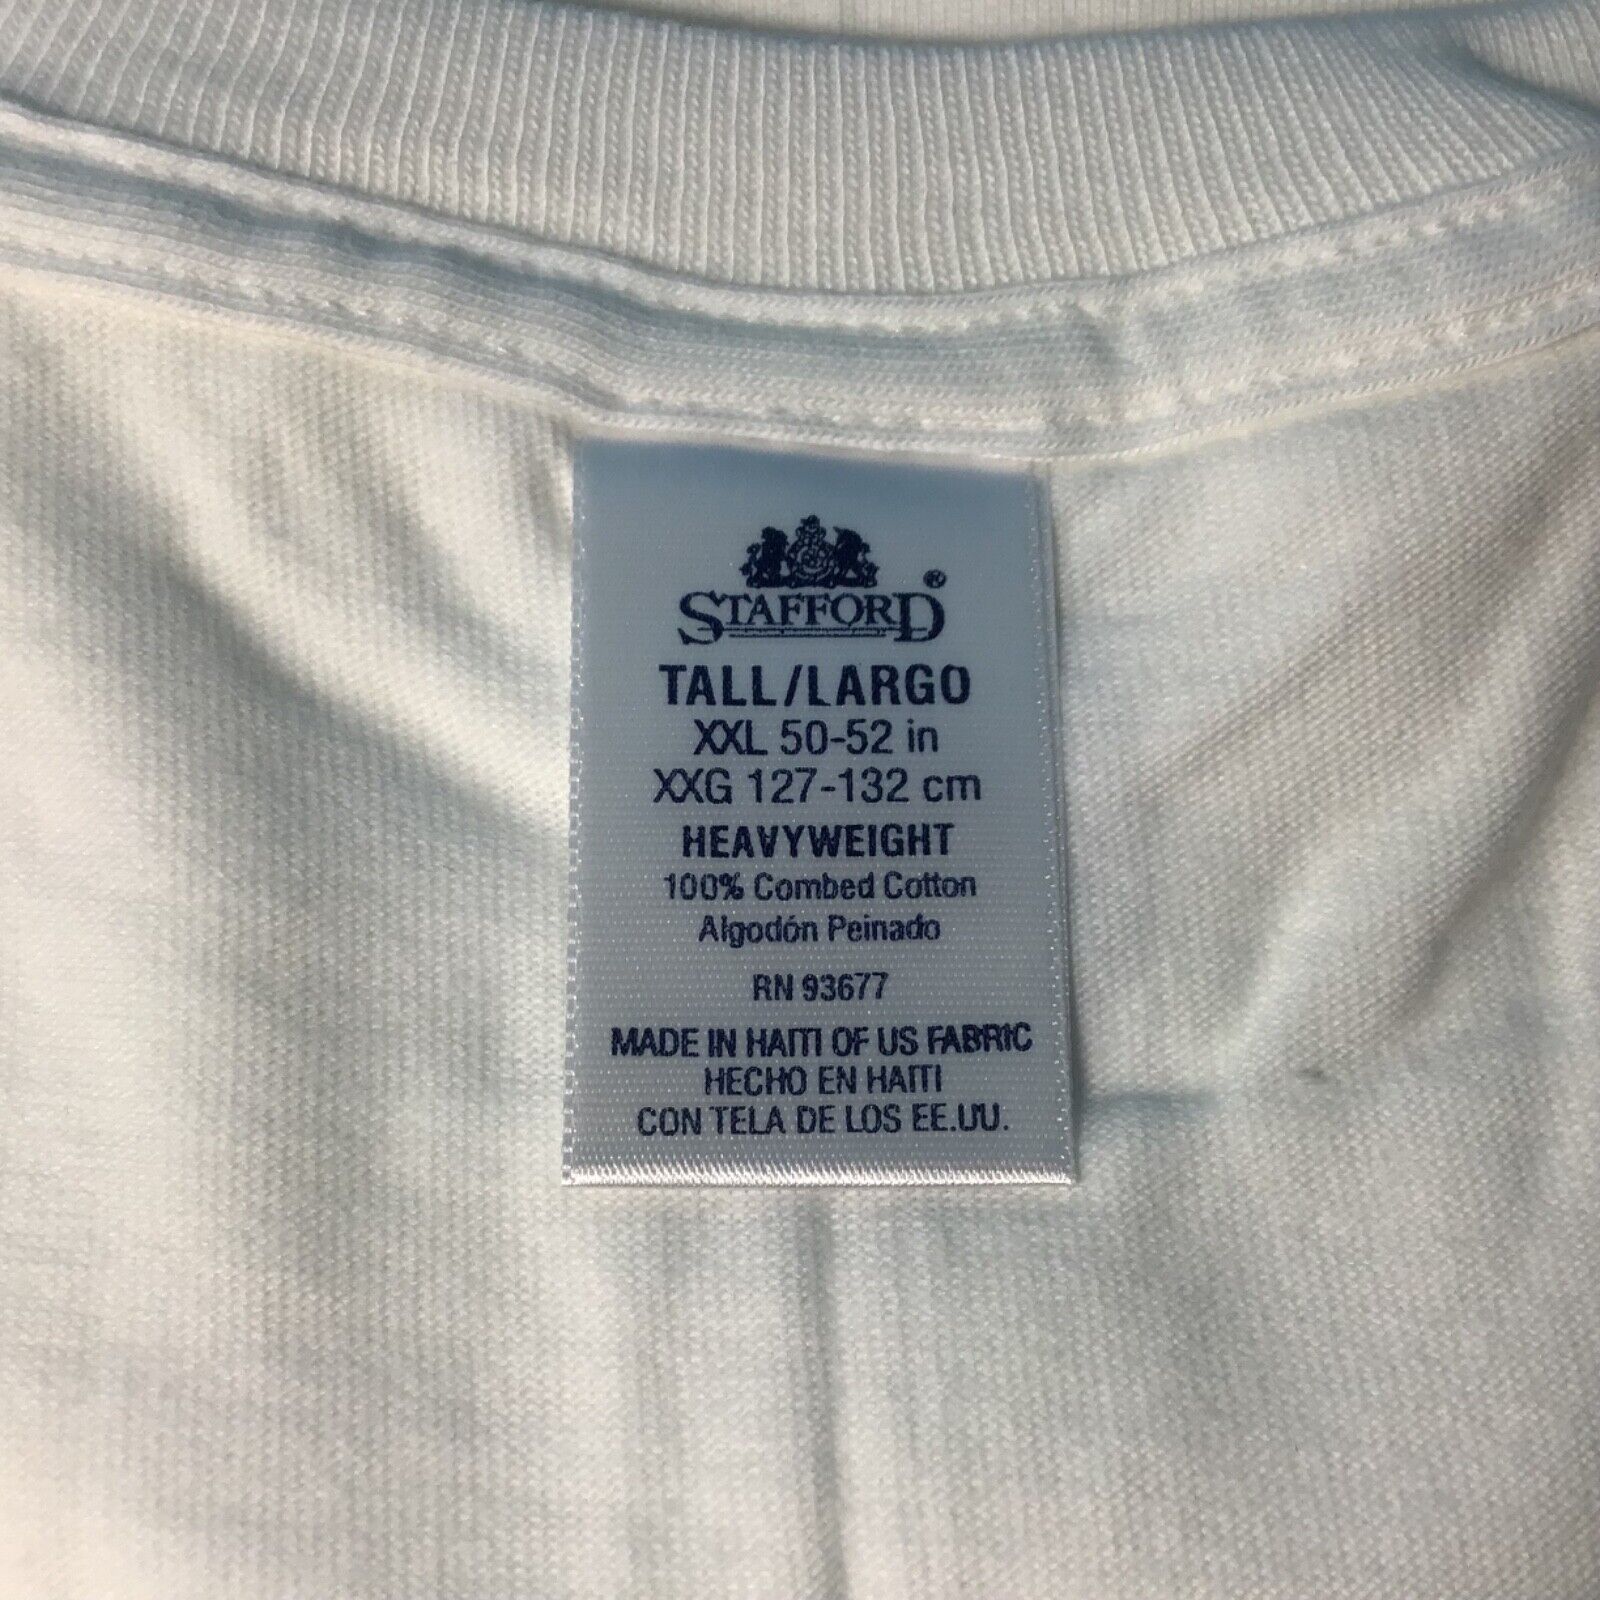 STAFFORD®
TALL/LARGO
XXL 50-52 in
XXG 127-132 cm
HEAVYWEIGHT
100% Combed Cotton
Algodón Peinado
RN 93677
MADE IN HAITI OF US FABRIC
HECHO EN HAITI
CON TELA DE LOS EE.UU.